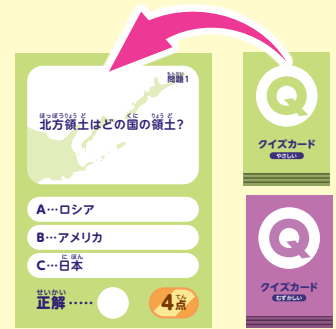 問題1
北方領土はどの国の領土?
A…ロシア
B…アメリカ
C…日本
正解……
4点
Q
クイズカード
やさしい
Q
クイズカード
むずかしい